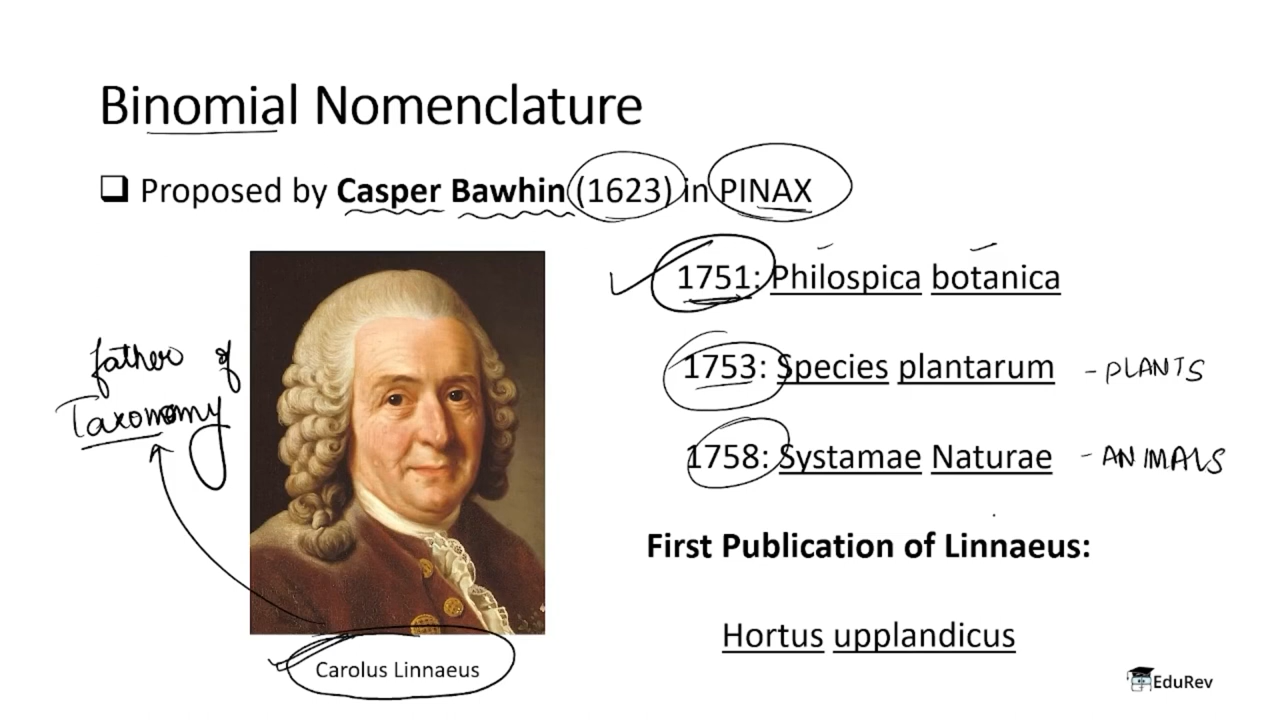 Binomial Nomenclature
❑ Proposed by Casper Bawhin (1623) in PINAX
1751: Philospica botanica
father of
Taxonomy
1753: Species plantarum - PLANTS
1758: Systamae Naturae - ANIMALS
First Publication of Linnaeus:
Hortus upplandicus
Carolus Linnaeus
EduRev